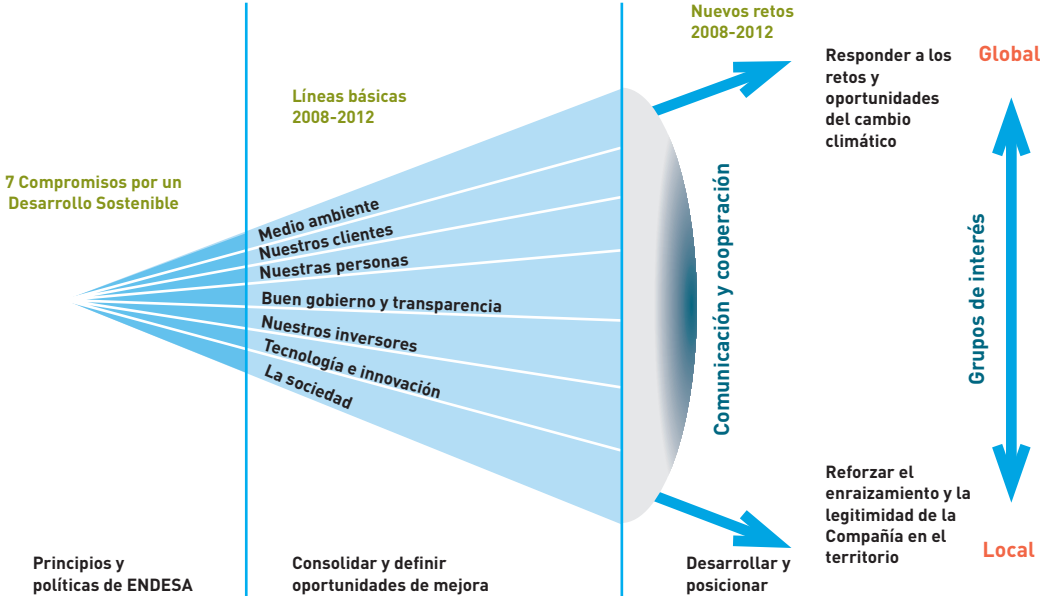 7 Compromisos por un
Desarrollo Sostenible
Líneas básicas
2008-2012
Nuevos retos
2008-2012
Medio ambiente
Nuestros clientes
Nuestras personas
Buen gobierno y transparencia
Nuestros inversores
Tecnología e innovación
La sociedad
Comunicación y cooperación
Responder a los
retos y
oportunidades
del cambio
climático
Global
Grupos de interés
Reforzar el
enraizamiento y la
legitimidad de la
Compañía en el
territorio
Local
Principios y
políticas de ENDESA
Consolidar y definir
oportunidades de mejora
Desarrollar y
posicionar